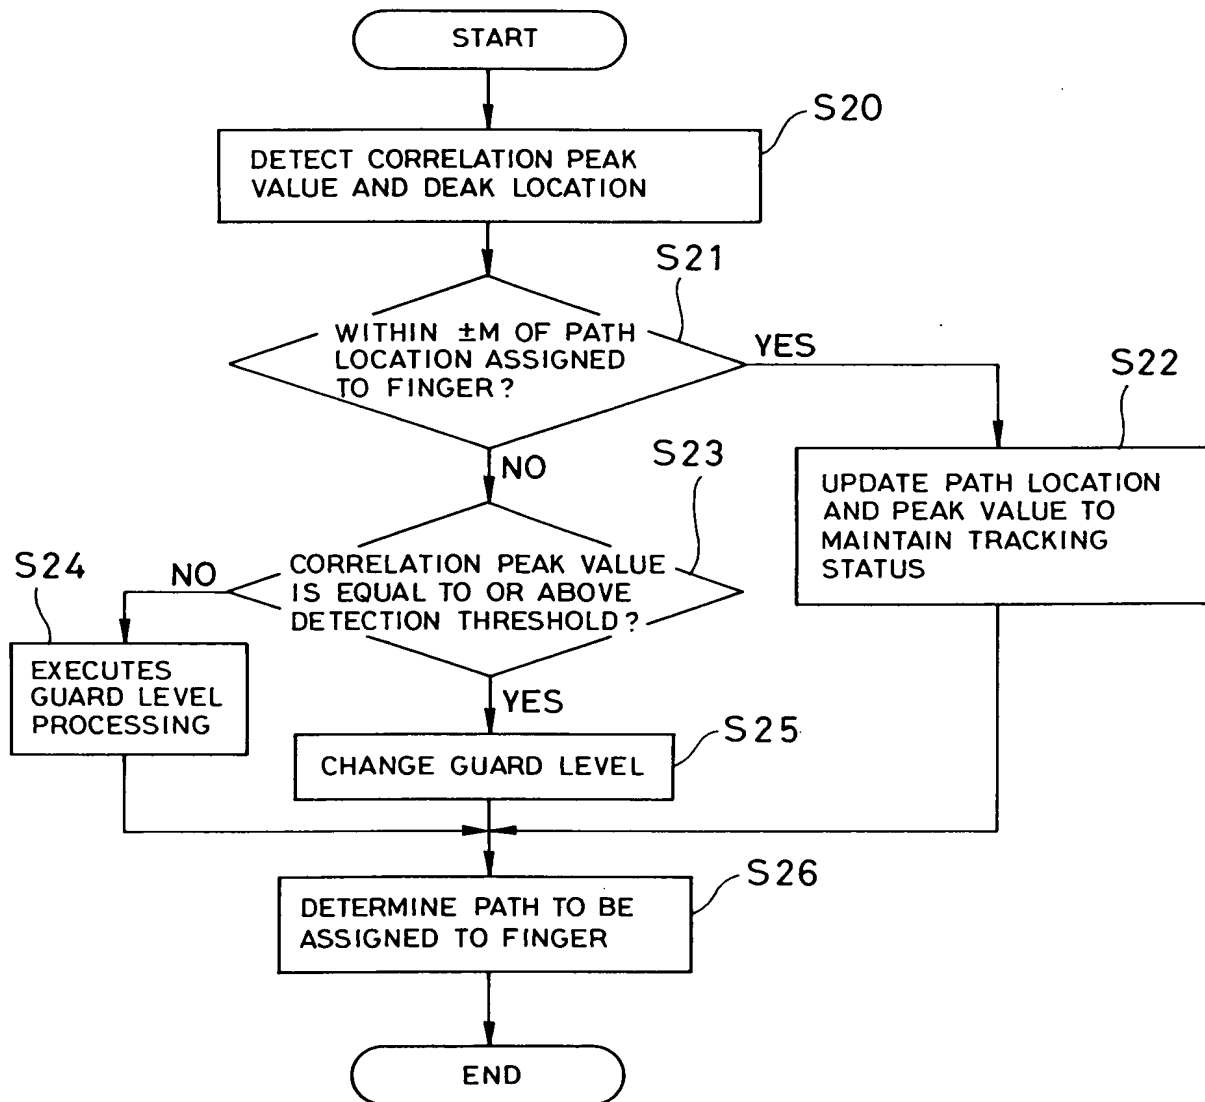 START
S20
DETECT CORRELATION PEAK
VALUE AND DEAK LOCATION
S21
WITHIN ±M OF PATH
LOCATION ASSIGNED
TO FINGER?
YES
S22
UPDATE PATH LOCATION
AND PEAK VALUE TO
MAINTAIN TRACKING
STATUS
NO
S23
CORRELATION PEAK VALUE
IS EQUAL TO OR ABOVE
DETECTION THRESHOLD?
NO
S24
EXECUTES
GUARD LEVEL
PROCESSING
YES
S25
CHANGE GUARD LEVEL
S26
DETERMINE PATH TO BE
ASSIGNED TO FINGER
END